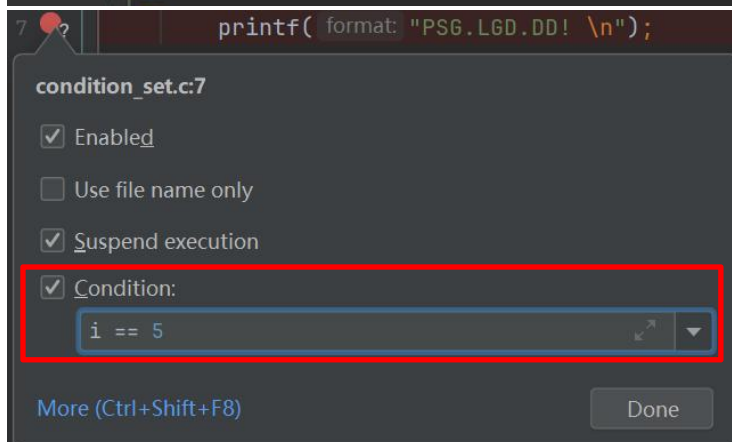 7 ? printf( format: "PSG.LGD.DD! \n");
condition_set.c:7
Enabled
Use file name only
Suspend execution
Condition:
i == 5
More (Ctrl+Shift+F8)
Done